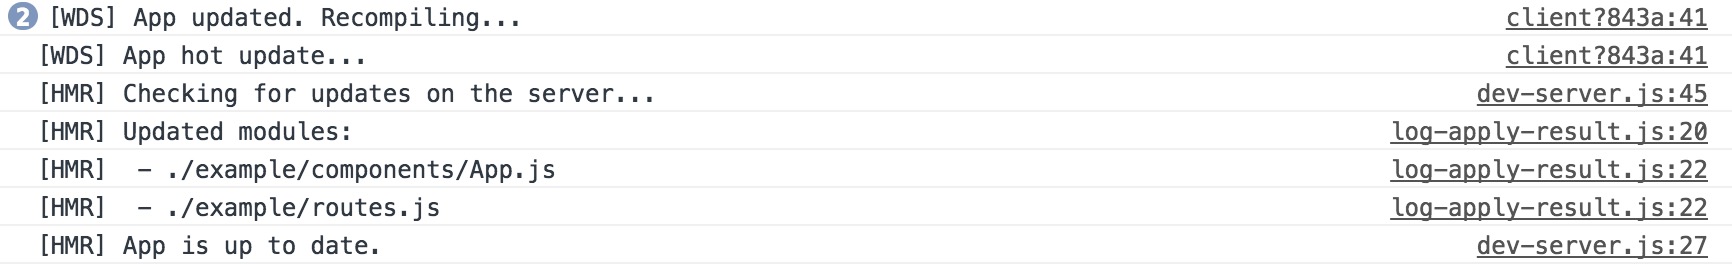 2 [WDS] App updated. Recompiling... client?843a:41
[WDS] App hot update... client?843a:41
[HMR] Checking for updates on the server... dev-server.js:45
[HMR] Updated modules: log-apply-result.js:20
[HMR]  - ./example/components/App.js log-apply-result.js:22
[HMR]  - ./example/routes.js log-apply-result.js:22
[HMR] App is up to date. dev-server.js:27